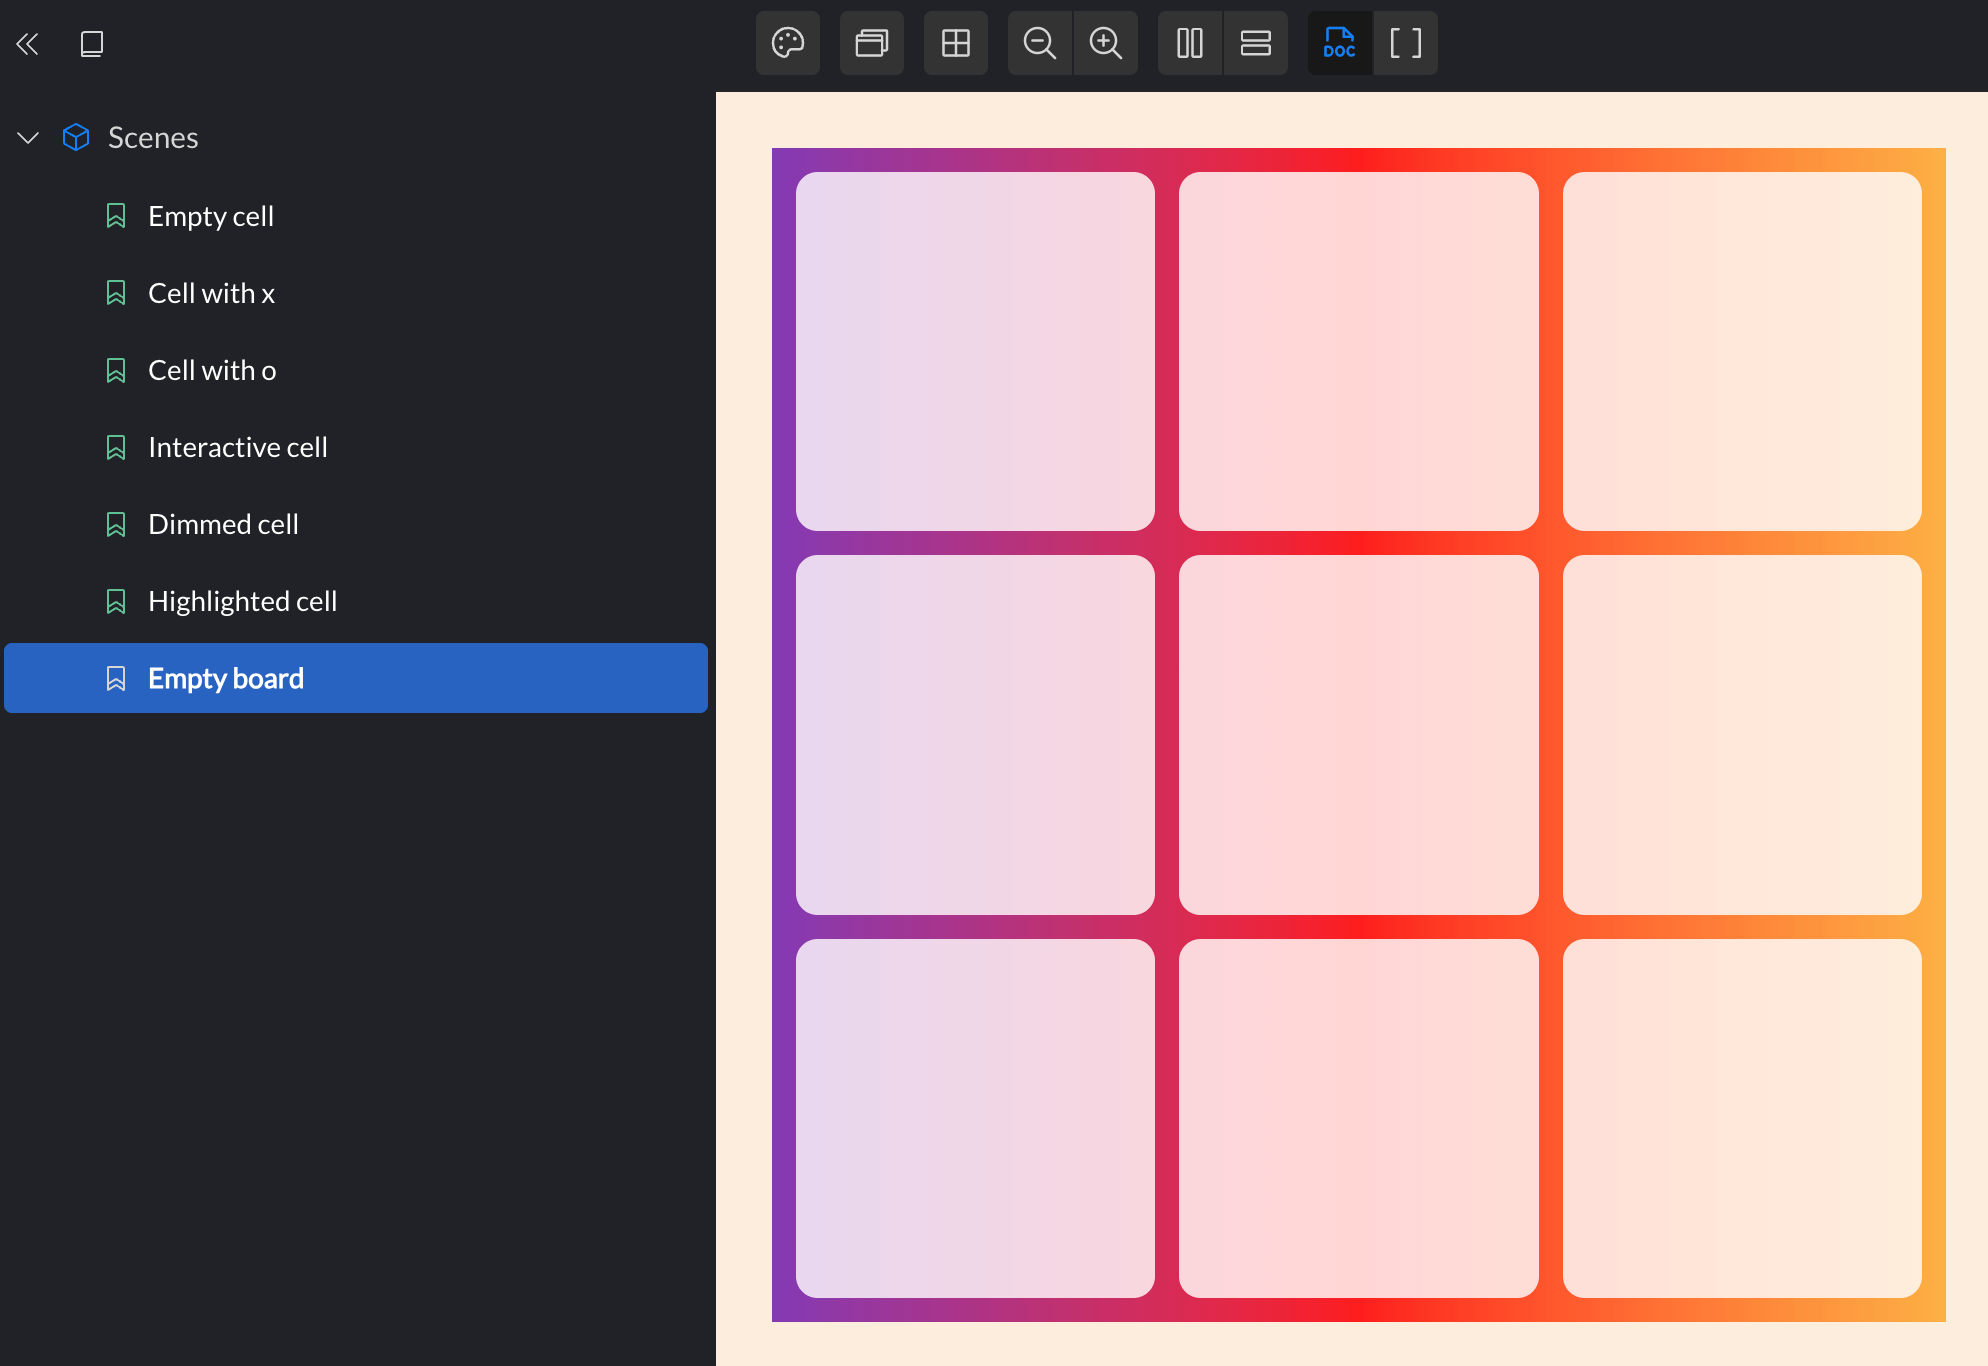 DOC
Scenes
Empty cell
Cell with x
Cell with o
Interactive cell
Dimmed cell
Highlighted cell
Empty board